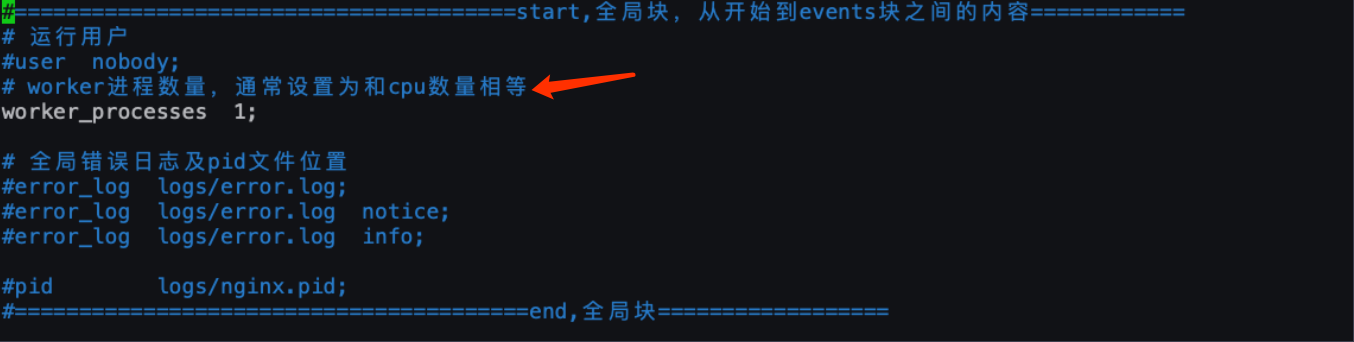 #=======================================start,全局块，从开始到events块之间的内容============
# 运行用户
#user  nobody;
# worker进程数量，通常设置为和cpu数量相等
worker_processes  1;
# 全局错误日志及pid文件位置
#error_log  logs/error.log;
#error_log  logs/error.log  notice;
#error_log  logs/error.log  info;
#pid        logs/nginx.pid;
#========================================end,全局块==================